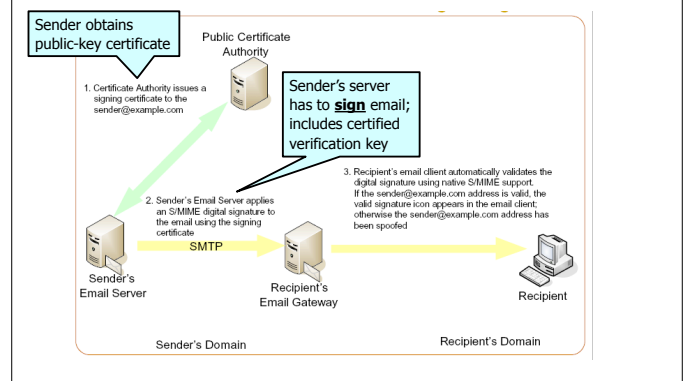 Sender obtains
public-key certificate
Public Certificate
Authority
1. Certificate Authority issues a
signing certificate to the
sender@example.com
Sender's server
has to sign email;
includes certified
verification key
2. Sender's Email Server applies
an S/MIME digital signature to
the email using the signing
certificate
3. Recipient's email dlient automatically validates the
digital signature using native S/MIME support.
If the sender@example.com address is valid, the
valid signature icon appears in the email client;
otherwise the sender@example.com address has
been spoofed
SMTP
Sender's
Email Server
Recipient's
Email Gateway
Recipient
Sender's Domain
Recipient's Domain